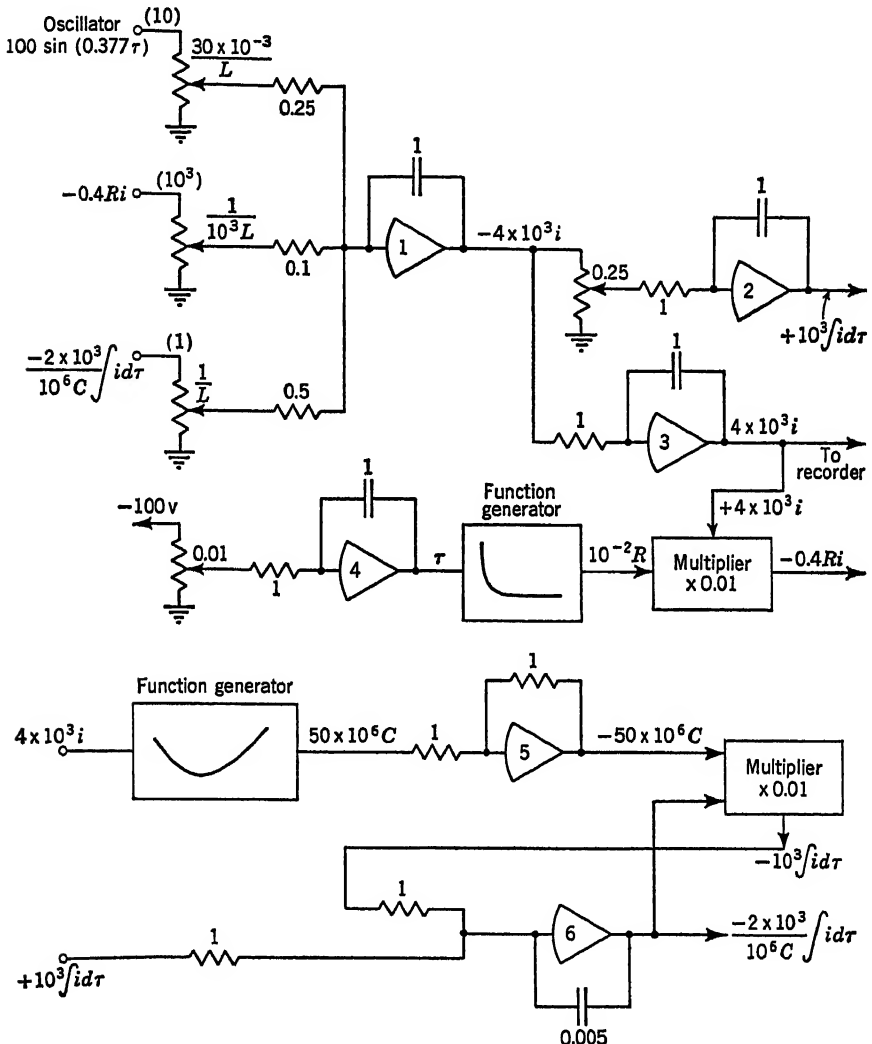 Oscillator
100 sin (0.377τ)
(10)
30 x 10⁻³
L
0.25
-0.4Ri
(10³)
1
10³L
0.1
-2 x 10³
10⁶C
∫idτ
(1)
1
L
0.5
1
1
-4 x 10³i
0.25
1
1
2
+10³∫idτ
1
1
3
4 x 10³i
To
recorder
-100v
0.01
1
1
4
τ
Function
generator
10⁻²R
+4 x 10³i
Multiplier
x 0.01
-0.4Ri
Function generator
4 x 10³i
50 x 10⁶C
1
1
5
-50 x 10⁶C
Multiplier
x 0.01
-10³∫idτ
1
1
+10³∫idτ
6
-2 x 10³
10⁶C
∫idτ
0.005